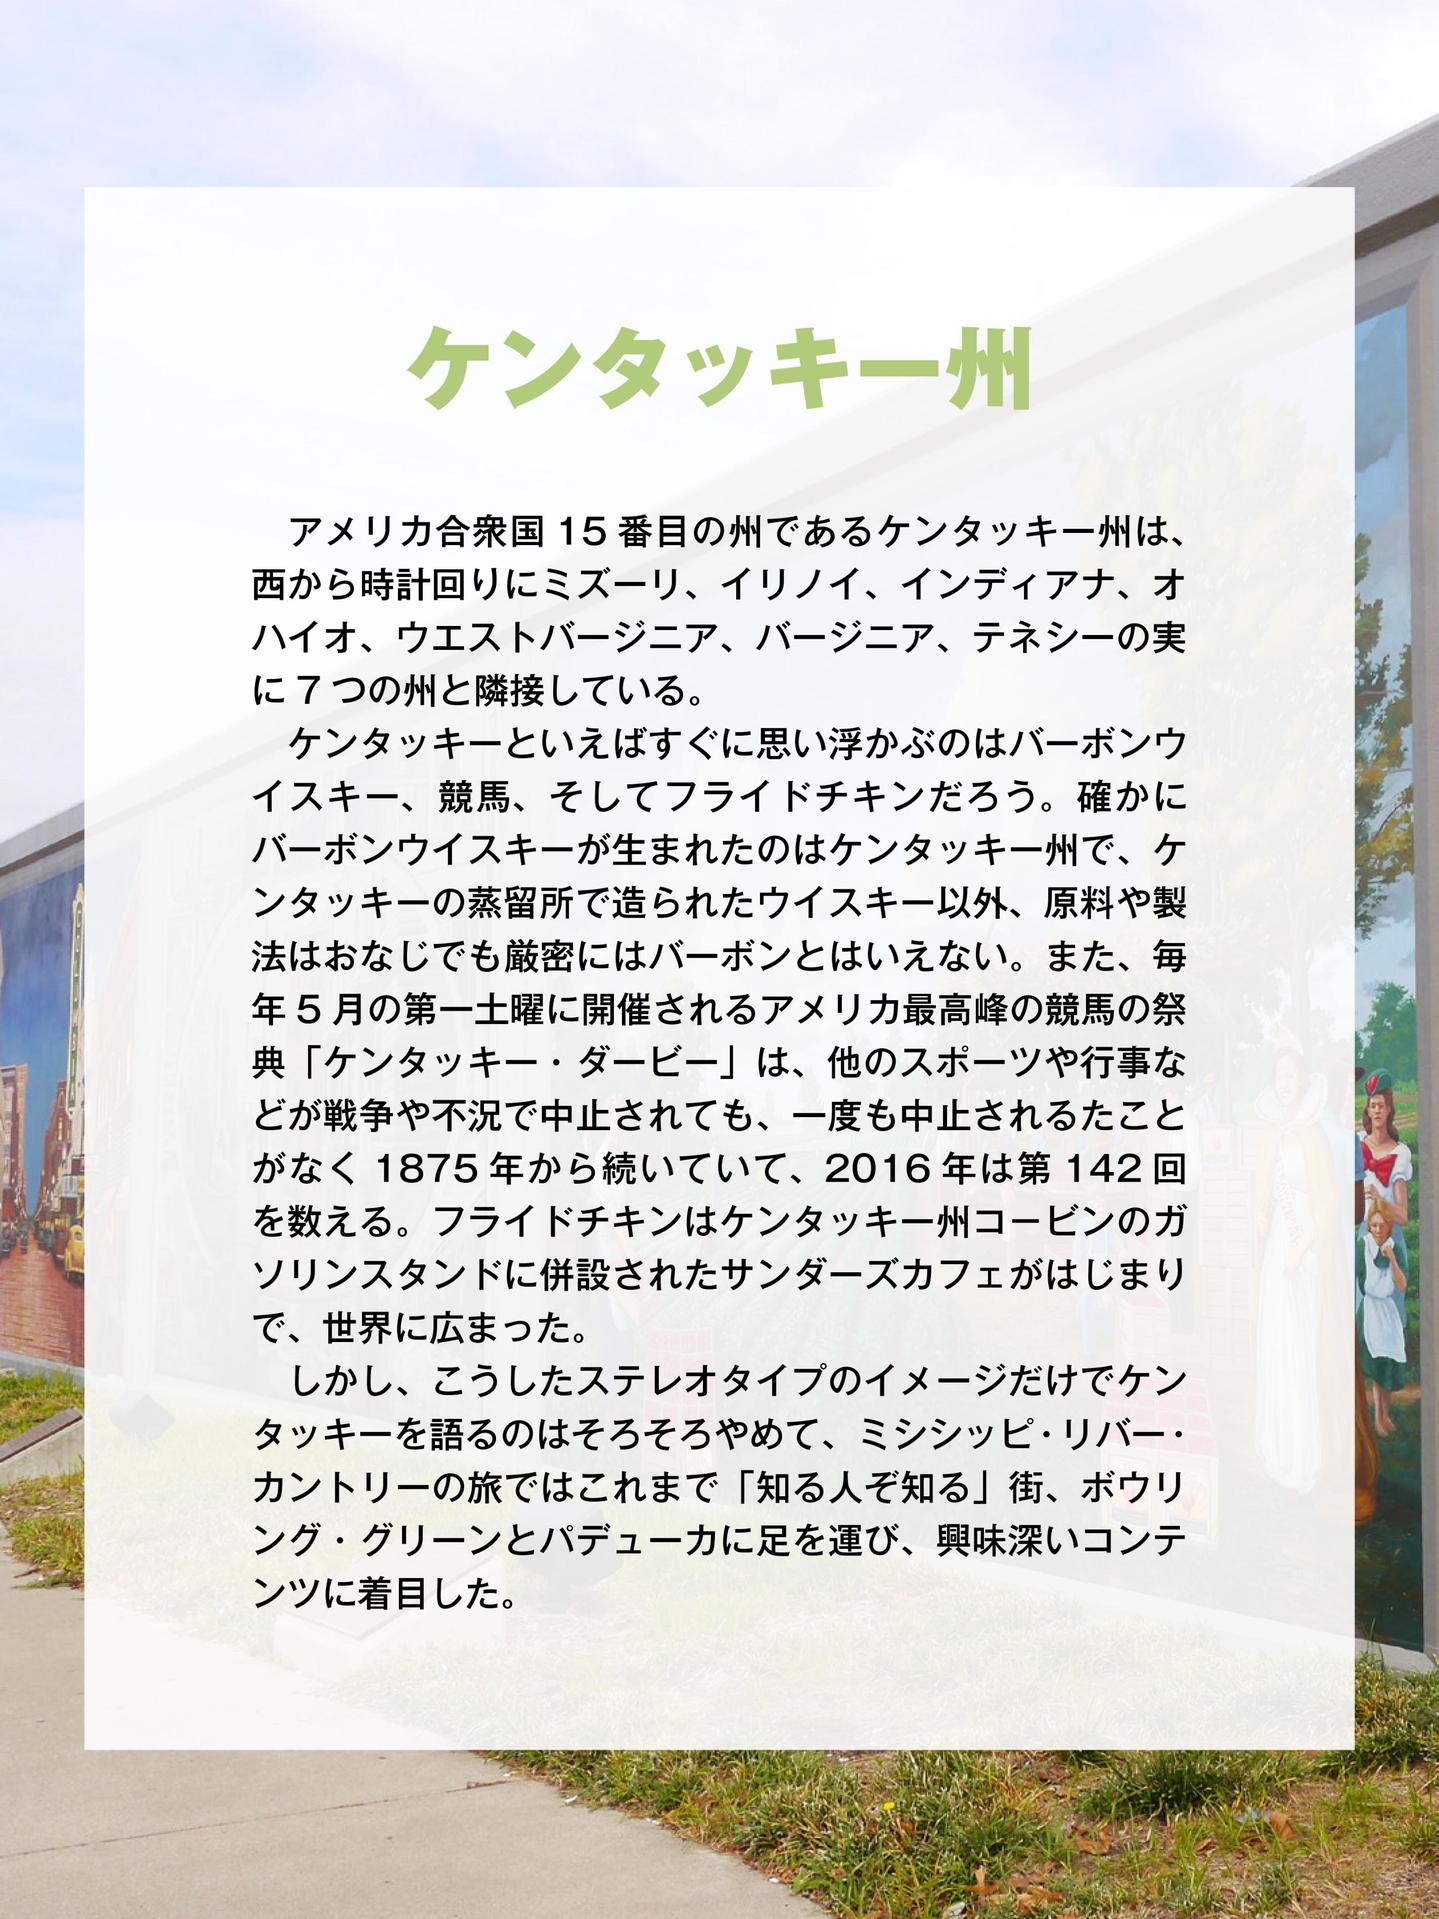 ケンタッキー州
アメリカ合衆国 15 番目の州であるケンタッキー州は、
西から時計回りにミズーリ、イリノイ、インディアナ、オ
ハイオ、ウエストバージニア、バージニア、テネシーの実
に 7 つの州と隣接している。
ケンタッキーといえばすぐに思い浮かぶのはバーボンウ
イスキー、競馬、そしてフライドチキンだろう。確かに
バーボンウイスキーが生まれたのはケンタッキー州で、ケ
ンタッキーの蒸留所で造られたウイスキー以外、原料や製
法はおなじでも厳密にはバーボンとはいえない。また、毎
年 5 月の第一土曜に開催されるアメリカ最高峰の競馬の祭
典「ケンタッキー・ダービー」は、他のスポーツや行事な
どが戦争や不況で中止されても、一度も中止されるたこと
がなく 1875 年から続いていて、2016 年は第 142 回
を数える。フライドチキンはケンタッキー州コービンのガ
ソリンスタンドに併設されたサンダーズカフェがはじまり
で、世界に広まった。
しかし、こうしたステレオタイプのイメージだけでケン
タッキーを語るのはそろそろやめて、ミシシッピ・リバー・
カントリーの旅ではこれまで「知る人ぞ知る」街、ボウリ
ング・グリーンとパデューカに足を運び、興味深いコンテ
ンツに着目した。